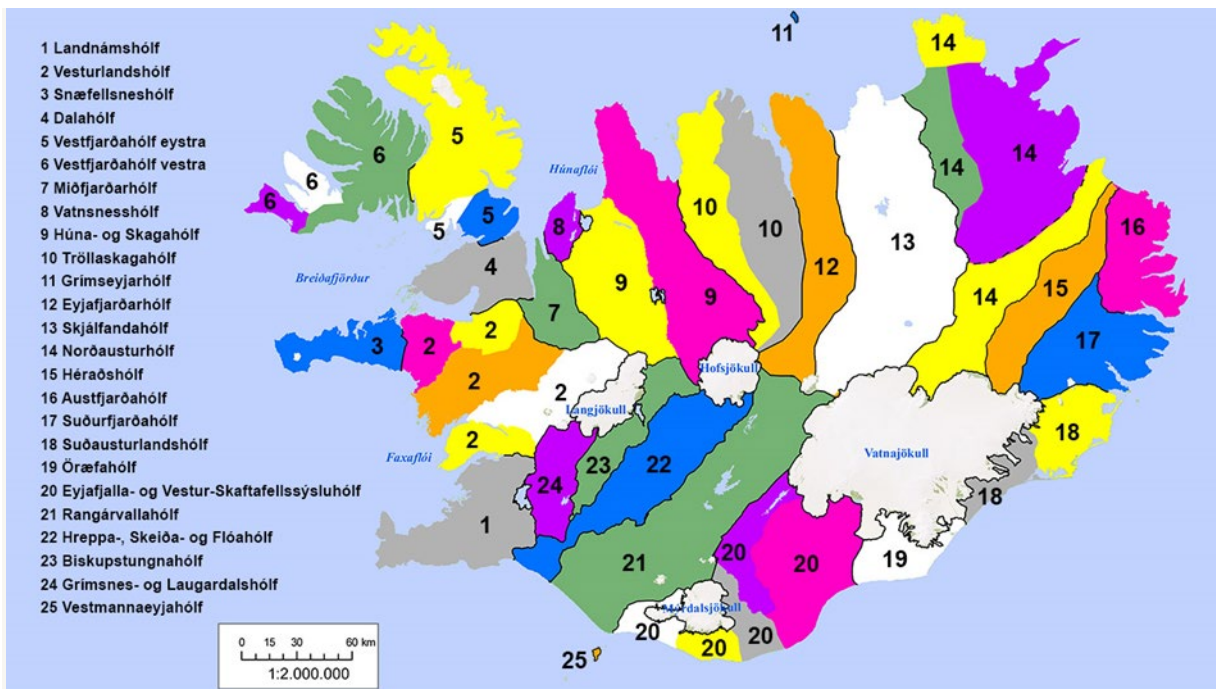 1 Landnámshólf
2 Vesturlandshólf
3 Snæfellsneshólf
4 Dalahólf
5 Vestfjarðahólf eystra
6 Vestfjarðahólf vestra
7 Miðfjarðarhólf
8 Vatnsnesshólf
9 Húna- og Skagahólf
10 Tröllaskagahólf
11 Grímseyjarhólf
12 Eyjafjarðarhólf
13 Skjálfandahólf
14 Norðausturhólf
15 Héraðshólf
16 Austfjarðahólf
17 Suðurfjarðahólf
18 Suðausturlandshólf
19 Öræfahólf
20 Eyjafjalla- og Vestur-Skaftafellssýsluhólf
21 Rangárvallahólf
22 Hreppa-, Skeiða- og Flóahólf
23 Biskupstungnahólf
24 Grímsnes- og Laugardalshólf
25 Vestmannaeyjahólf
0 15 30 60 km
1:2.000.000
11
14
5
6
14
14
6
Húnaflói
6
5
5
8
10
10
16
13
4
Breiðafjörður
9
12
9
14
15
7
2
3
2
17
2
Hofsjökull
2
Langjökull
18
2
Faxaflói
22
Vatnajökull
23
24
18
1
20
21
20
19
Mýrdalsjökull
20
20
20
25